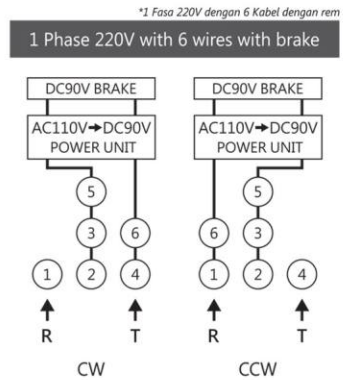 *1 Fasa 220V dengan 6 Kabel dengan rem
1 Phase 220V with 6 wires with brake
DC90V BRAKE
AC110V→DC90V
POWER UNIT
5
3 6
1 2 4
R T
CW
DC90V BRAKE
AC110V→DC90V
POWER UNIT
5
6 3
1 2 4
R T
CCW